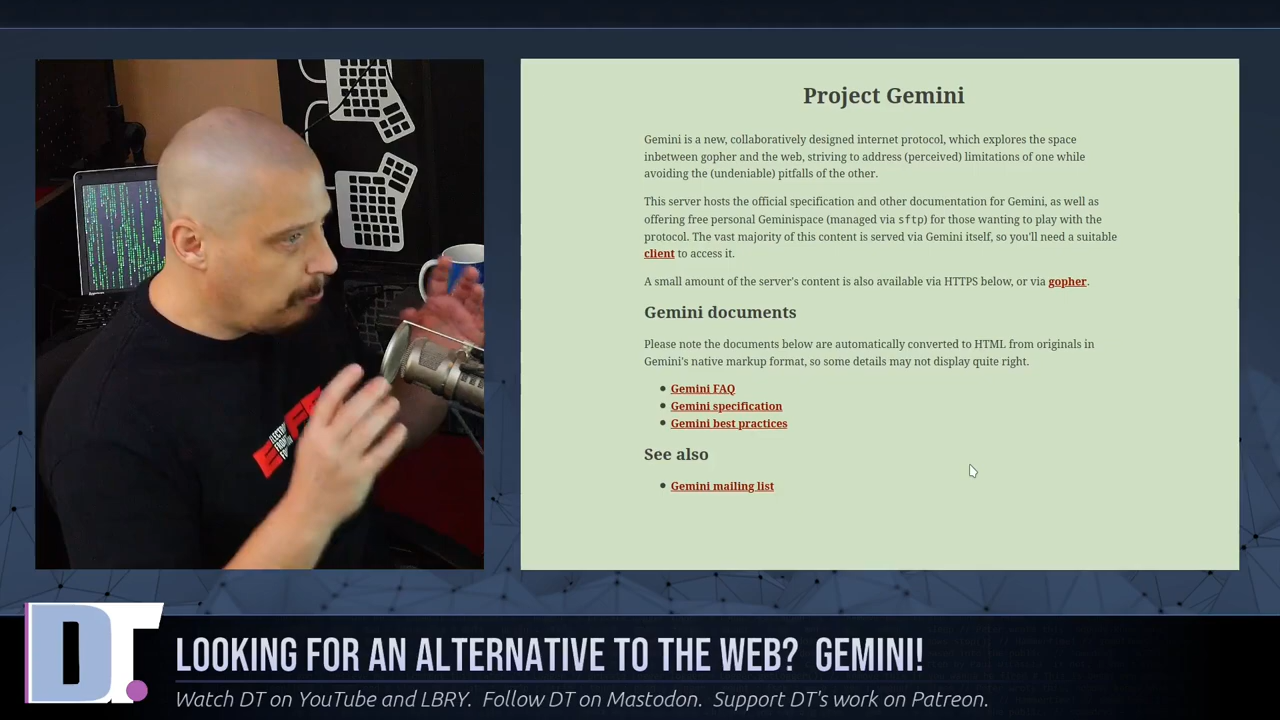 Project Gemini
Gemini is a new, collaboratively designed internet protocol, which explores the space
inbetween gopher and the web, striving to address (perceived) limitations of one while
avoiding the (undeniable) pitfalls of the other.
This server hosts the official specification and other documentation for Gemini, as well as
offering free personal Geminispace (managed via sftp) for those wanting to play with the
protocol. The vast majority of this content is served via Gemini itself, so you'll need a suitable
client to access it.
A small amount of the server's content is also available via HTTPS below, or via gopher.
Gemini documents
Please note the documents below are automatically converted to HTML from originals in
Gemini's native markup format, so some details may not display quite right.
Gemini FAQ
Gemini specification
Gemini best practices
See also
Gemini mailing list
DT.
LOOKING FOR AN ALTERNATIVE TO THE WEB? GEMINI!
Watch DT on YouTube and LBRY. Follow DT on Mastodon. Support DT's work on Patreon.